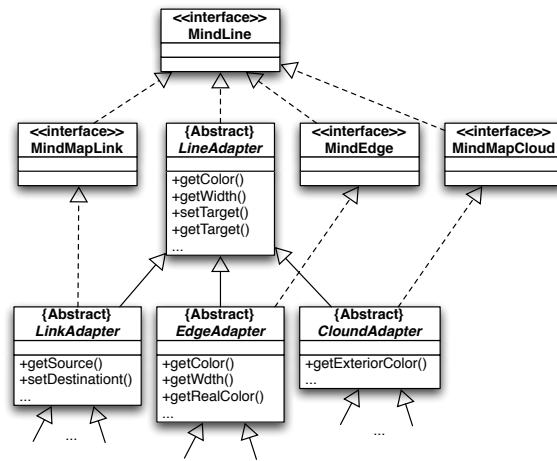 <<interface>>
MindLine
<<interface>>
MindMapLink
{Abstract}
LineAdapter
+getColor()
+getWidth()
+setTarget()
+getTarget()
...
<<interface>>
MindEdge
<<interface>>
MindMapCloud
{Abstract}
LinkAdapter
+getSource()
+setDestinationt()
...
{Abstract}
EdgeAdapter
+getColor()
+getWdth()
+getRealColor()
...
{Abstract}
CloundAdapter
+getExteriorColor()
...
...
...